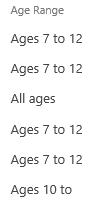 Age Range
Ages 7 to 12
Ages 7 to 12
All ages
Ages 7 to 12
Ages 7 to 12
Ages 10 to